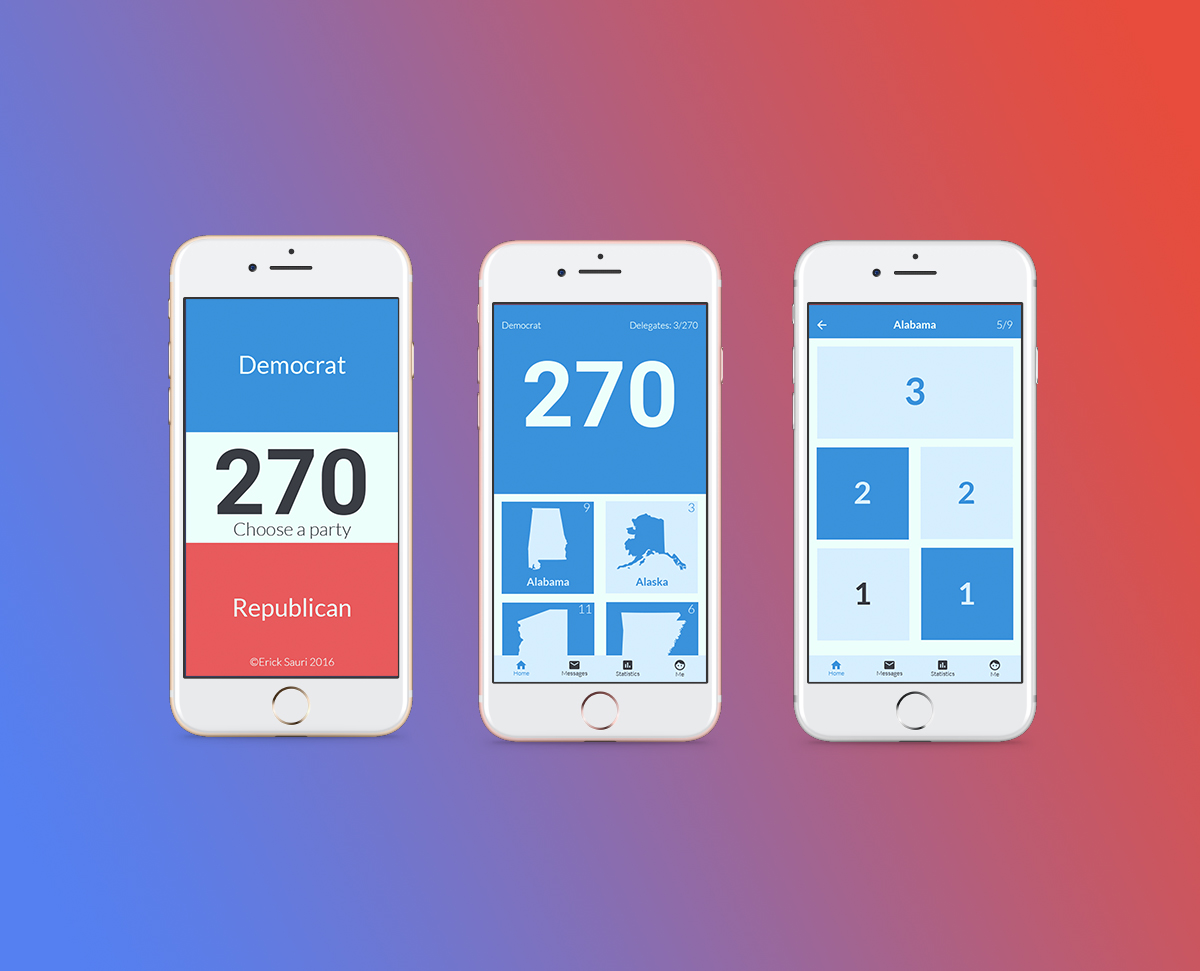 Democrat
270
Choose a party
Republican
©Erick Sauri 2016
Democrat
Delegates: 3/270
270
9
Alabama
3
Alaska
11
6
Home
Messages
Statistics
Me
Alabama
5/9
3
2
2
1
1
Home
Messages
Statistics
Me